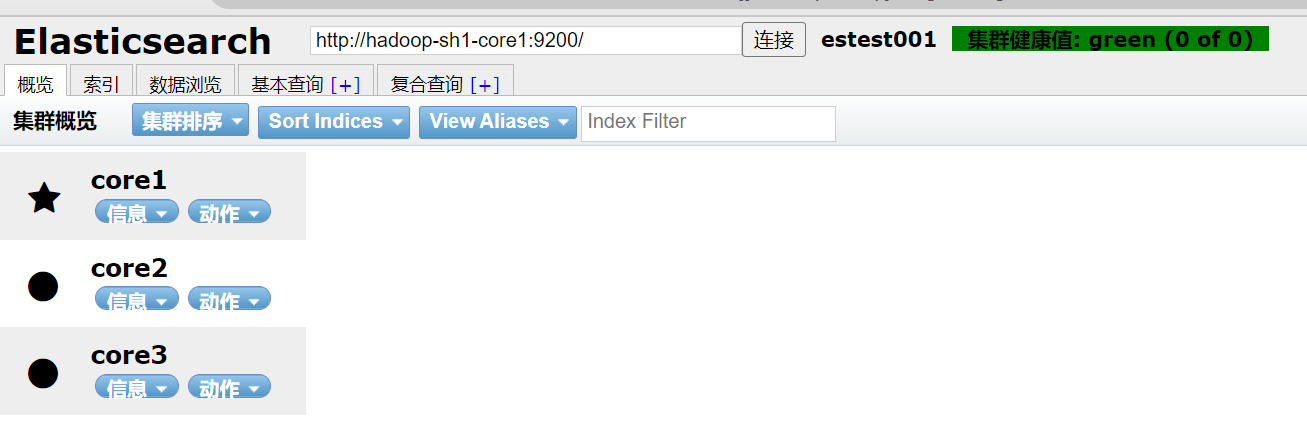 Elasticsearch http://hadoop-sh1-core1:9200/ 连接 estest001 集群健康值: green (0 of 0)
概览 索引 数据浏览 基本查询 [+] 复合查询 [+]
集群概览 集群排序 Sort Indices View Aliases Index Filter
core1
信息 动作
core2
信息 动作
core3
信息 动作